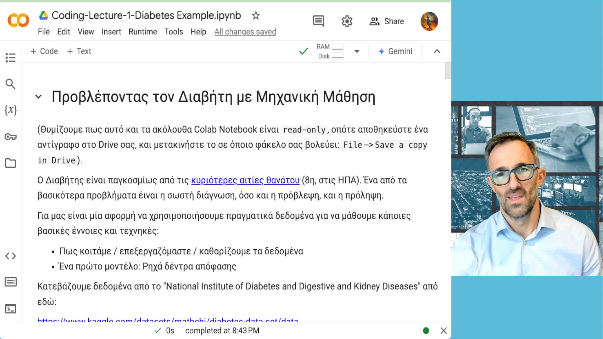 Coding-Lecture-1-Diabetes Example.ipynb
Share
File Edit View Insert Runtime Tools Help All changes saved
+ Code + Text
RAM
Disk
Gemini
Προβλέποντας τον Διαβήτη με Μηχανική Μάθηση
(Θυμίζουμε πως αυτό και τα ακόλουθα Colab Notebook είναι read-only, οπότε αποθηκεύστε ένα
αντίγραφο στο Drive σας, και μετακινήστε το σε όποιο φάκελο σας βολεύει: File->Save a copy
in Drive).
Ο Διαβήτης είναι παγκοσμίως από τις κυριότερες αιτίες θανάτου (8η, στις ΗΠΑ). Ένα από τα
βασικότερα προβλήματα έιναι η σωστή διάγνωση, όσο και η πρόβλεψη, και η πρόληψη.
Για μας είναι μία αφορμή να χρησιμοποιήσουμε πραγματικά δεδομένα για να μάθουμε κάποιες
βασικές έννοιες και τεχνηκές:
• Πως κοιτάμε / επεξεργαζόμαστε / καθαρίζουμε τα δεδομένα
• Ένα πρώτο μοντέλο: Ρηχά δέντρα απόφασης
Κατεβάζουμε δεδομένα από το "National Institute of Diabetes and Digestive and Kidney Diseases" από
εδώ:
https://www.kaggle.com/datasets/mathchi/diabetes-data-set/data
0s completed at 8:43 PM